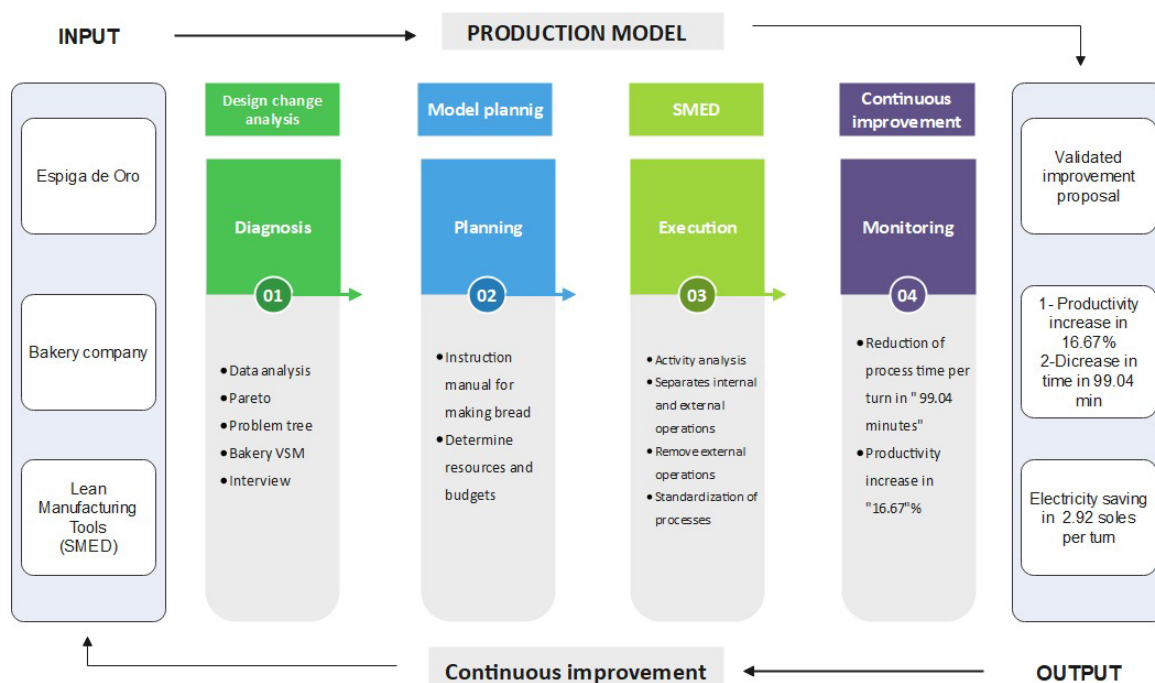 INPUT
PRODUCTION MODEL
Espiga de Oro
Bakery company
Lean
Manufacturing
Tools
(SMED)
Design change
analysis
Diagnosis
01
• Data analysis
• Pareto
• Problem tree
• Bakery VSM
• Interview
Model plannig
Planning
02
• Instruction
manual for
making bread
• Determine
resources and
budgets
SMED
Execution
03
• Activity analysis
• Separates internal
and external
operations
• Remove external
operations
• Standardization of
processes
Continuous
improvement
Monitoring
04
• Reduction of
process time per
turn in " 99.04
minutes"
• Productivity
increase in
"16.67"%
Validated
improvement
proposal
1- Productivity
increase in
16.67%
2-Dicrease in
time in 99.04
min
Electricity saving
in 2.92 soles
per turn
Continuous improvement
OUTPUT